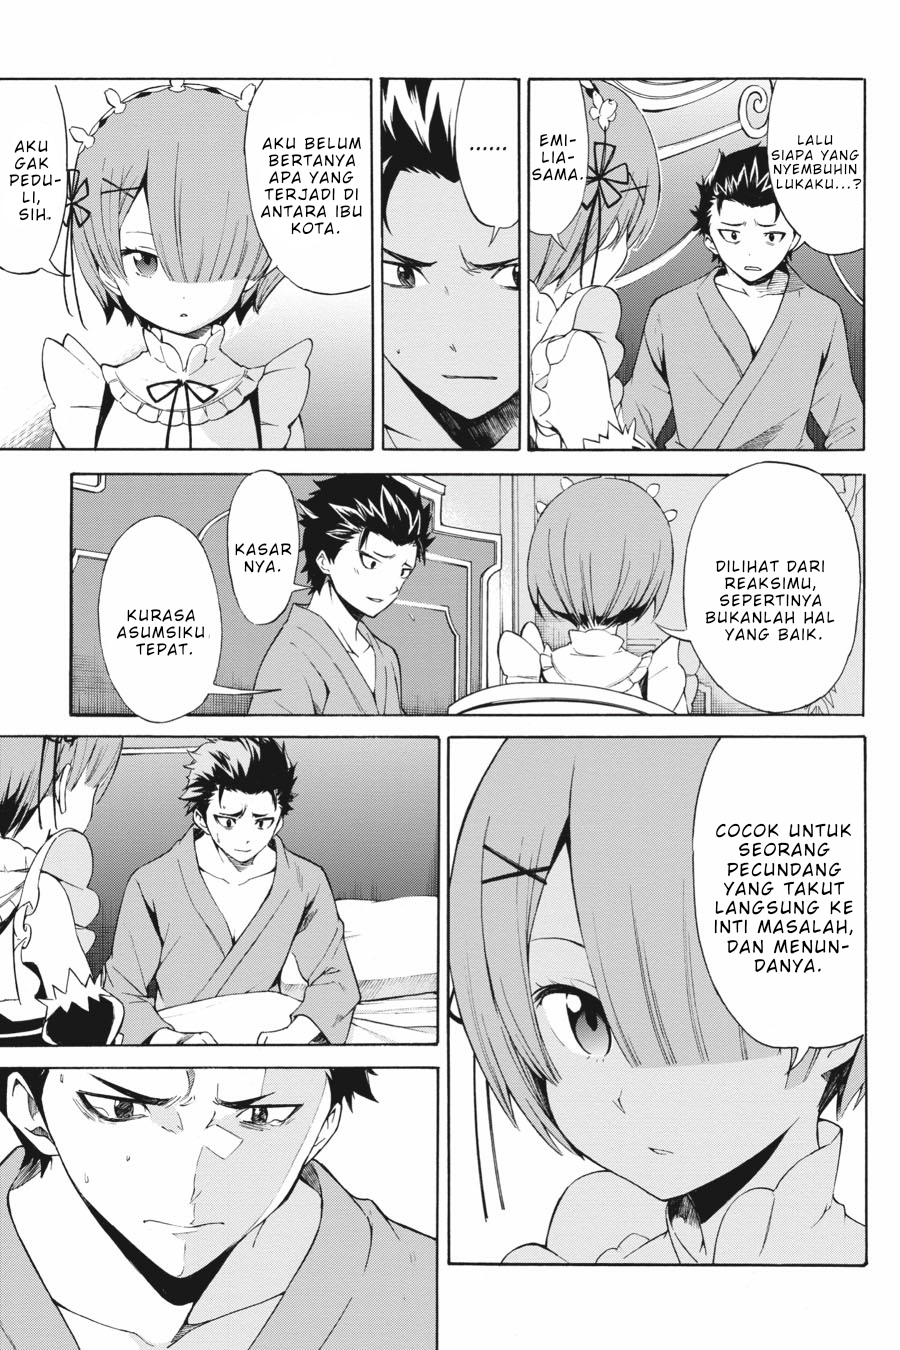 LALU
SIAPA YANG
NYEMBUHIN
LUKAKU...?
EMI-
LIA-
SAMA.
......
AKU BELUM
BERTANYA
APA YANG
TERJADI DI
ANTARA IBU
KOTA.
AKU
GAK
PEDU-
LI,
SIH.
DILIHAT DARI
REAKSIMU,
SEPERTINYA
BUKANLAH HAL
YANG BAIK.
KASAR
NYA.
KURASA
ASUMSIKU
TEPAT.
COCOK UNTUK
SEORANG
PECUNDANG
YANG TAKUT
LANGSUNG KE
INTI MASALAH,
DAN MENUN-
DANYA.